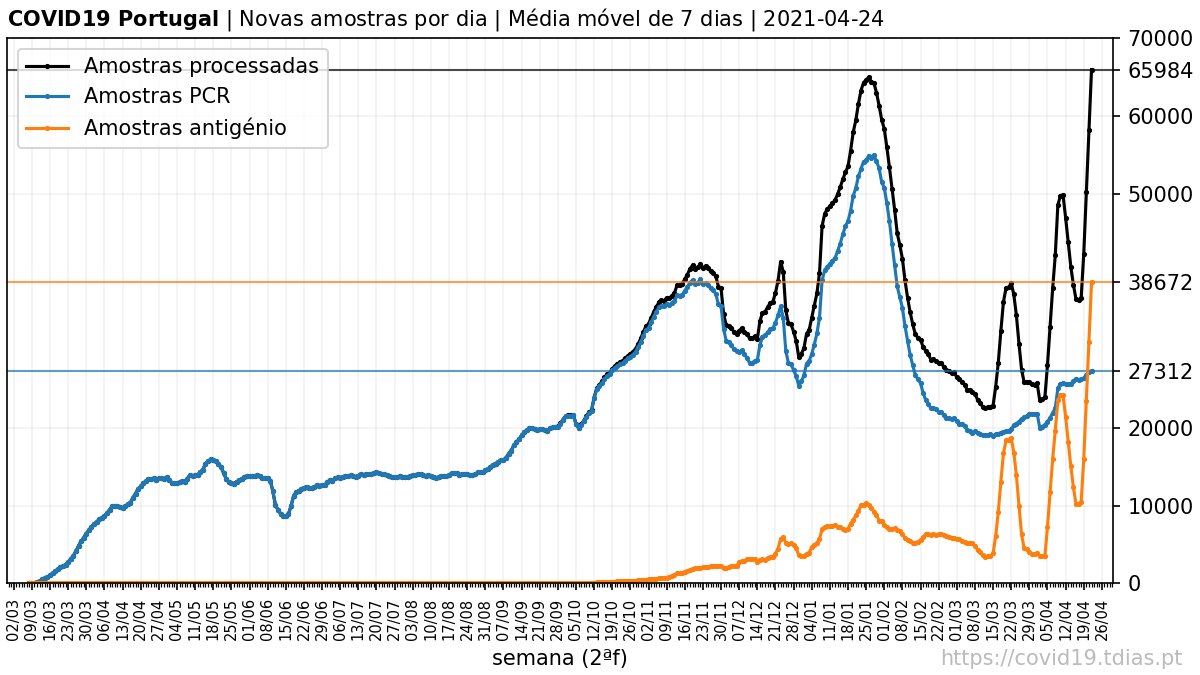 COVID19 Portugal | Novas amostras por dia | Média móvel de 7 dias | 2021-04-24
Amostras processadas
Amostras PCR
Amostras antigénio
70000
65984
60000
50000
38672
27312
20000
10000
0
02/03 09/03 16/03 23/03 30/03 06/04 13/04 20/04 27/04 04/05 11/05 18/05 25/05 01/06 08/06 15/06 22/06 29/06 06/07 13/07 20/07 27/07 03/08 10/08 17/08 24/08 31/08 07/09 14/09 21/09 28/09 05/10 12/10 19/10 26/10 02/11 09/11 16/11 23/11 30/11 07/12 14/12 21/12 28/12 04/01 11/01 18/01 25/01 01/02 08/02 15/02 22/02 01/03 08/03 15/03 22/03 29/03 05/04 12/04 19/04 26/04
semana (2ªf)
https://covid19.tdias.pt